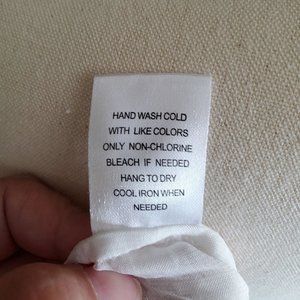 HAND WASH COLD
WITH LIKE COLORS
ONLY NON-CHLORINE
BLEACH IF NEEDED
HANG TO DRY
COOL IRON WHEN
NEEDED